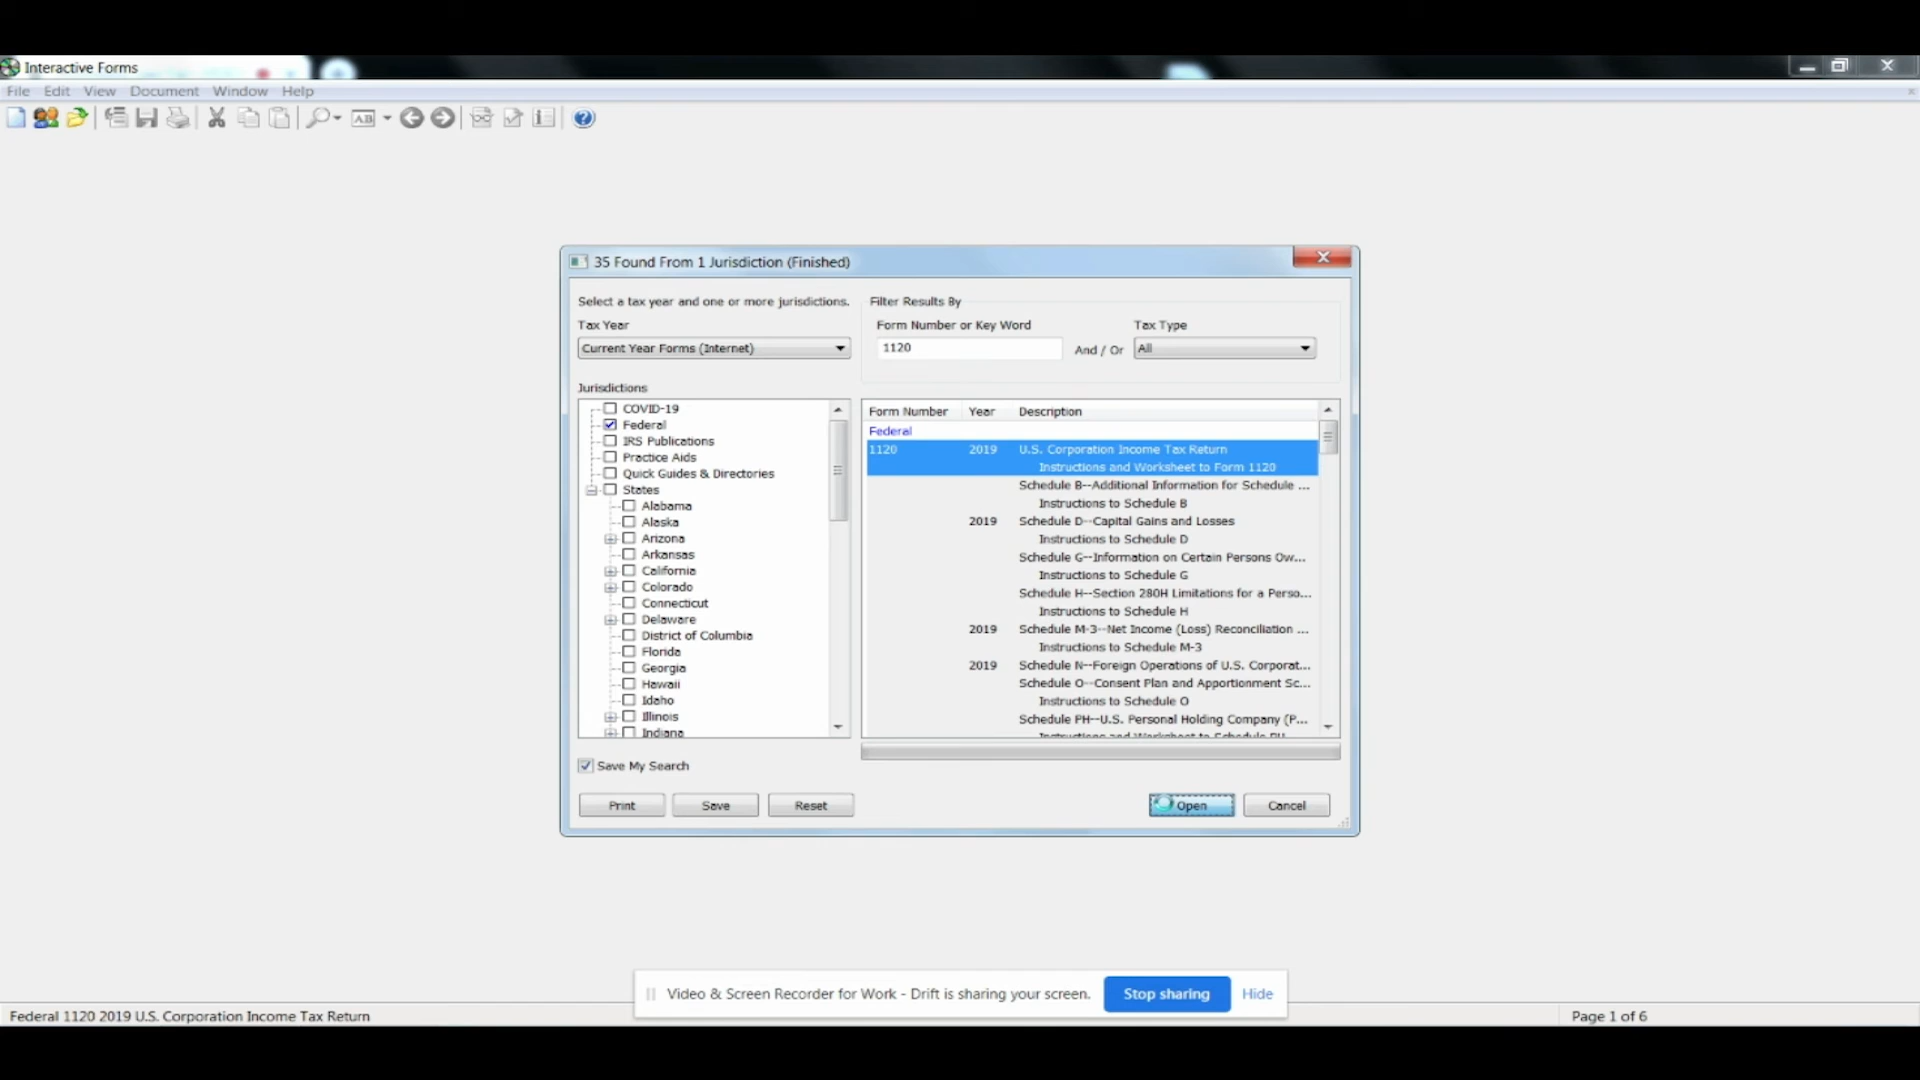 Interactive Forms
File Edit View Document Window Help
AB
35 Found From 1 Jurisdiction (Finished)
Select a tax year and one or more jurisdictions.
Tax Year
Current Year Forms (Internet)
Filter Results By
Form Number or Key Word
1120
And / Or
Tax Type
All
Jurisdictions
COVID-19
Federal
IRS Publications
Practice Aids
Quick Guides & Directories
States
Alabama
Alaska
Arizona
Arkansas
California
Colorado
Connecticut
Delaware
District of Columbia
Florida
Georgia
Hawaii
Idaho
Illinois
Indiana
Form Number Year Description
Federal
1120 2019 U.S. Corporation Income Tax Return
Instructions and Worksheet to Form 1120
Schedule B--Additional Information for Schedule ...
Instructions to Schedule B
2019 Schedule D--Capital Gains and Losses
Instructions to Schedule D
Schedule G--Information on Certain Persons Ow...
Instructions to Schedule G
Schedule H--Section 280H Limitations for a Perso...
Instructions to Schedule H
2019 Schedule M-3--Net Income (Loss) Reconciliation ...
Instructions to Schedule M-3
2019 Schedule N--Foreign Operations of U.S. Corporat...
Schedule O--Consent Plan and Apportionment Sc...
Instructions to Schedule O
Schedule PH--U.S. Personal Holding Company (P...
Instructions and Worksheet to Schedule PH
Save My Search
Print Save Reset Open Cancel
Video & Screen Recorder for Work - Drift is sharing your screen. Stop sharing Hide
Federal 1120 2019 U.S. Corporation Income Tax Return Page 1 of 6